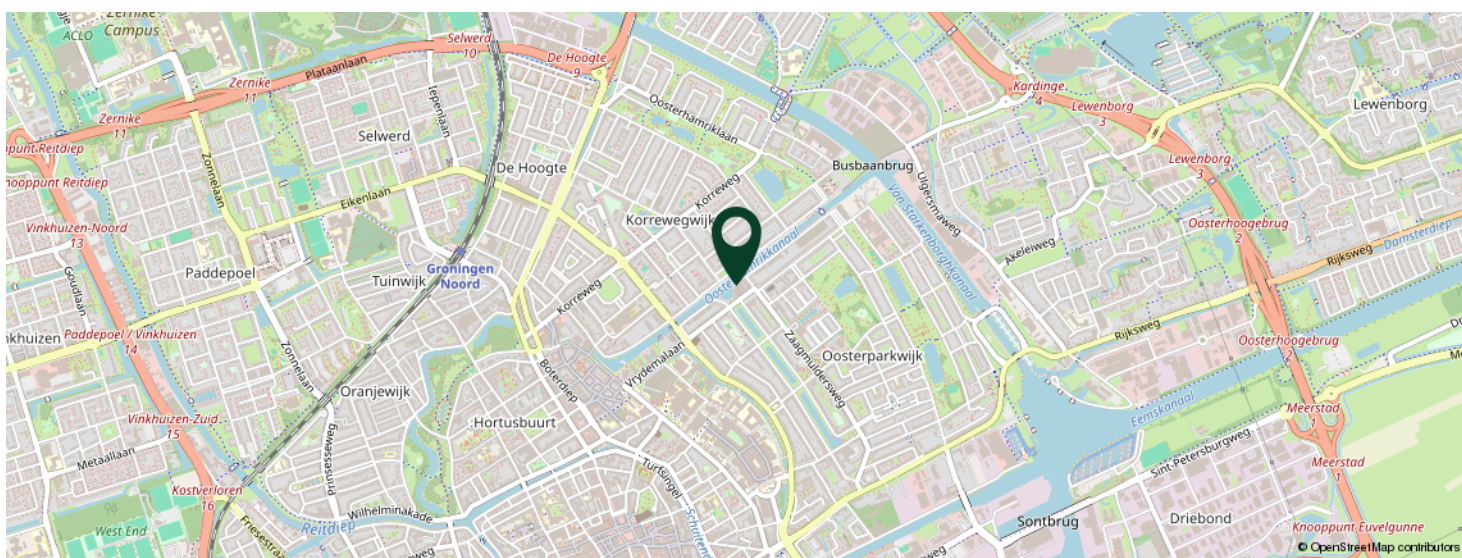 Zernike
Campus
ACLO
Selwerd
10
De Hoogte
9
Plataanlaan
Zernike
11
Zernike
11
Iepenlaan
Oosterhamriklaan
Kardinge
4
Lewenborg
3
Lewenborg
Selwerd
Knooppunt Reitdiep
Zonnelaan
De Hoogte
Busbaanbrug
Ulgersmaweg
Lewenborg
3
Eikenlaan
Korreweg
Korrewegwijk
Van Starkenborghkanaal
Vinkhuizen-Noord
13
Oosterhoogebrug
2
Akeleiweg
Rijksweg
Damsterdiep
Goudlaan
Paddepoel
Tuinwijk
Groningen
Noord
Korreweg
Paddepoel / Vinkhuizen
14
Zonnelaan
Vrydemalaan
Zaagmuldersweg
Oosterparkwijk
Rijksweg
Oosterhoogebrug
2
Oranjewijk
Boterdiep
Vinkhuizen-Zuid
15
Hortusbuurt
Eemskanaal
Meerstad
1
Metaallaan
Prinsesseweg
Turfsingel
Sint-Petersburgweg
Meerstad
1
Kostverloren
16
Wilhelminakade
West End
Reitdiep
Sontbrug
Driebond
Knooppunt Euvelgunne
© OpenStreetMap contributors